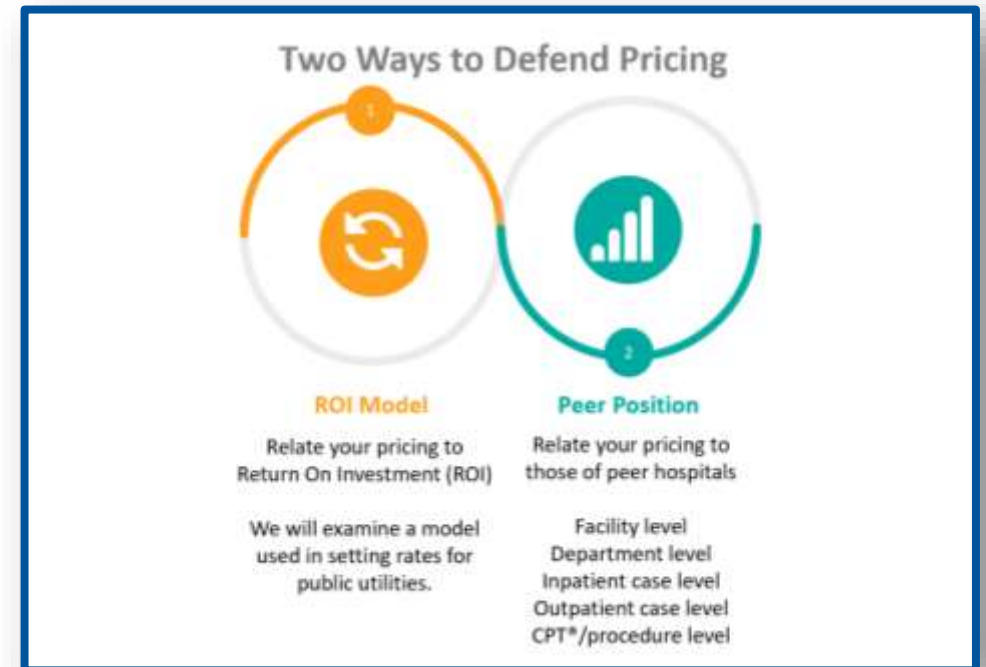 Two Ways to Defend Pricing
1
2
ROI Model
Relate your pricing to
Return On Investment (ROI)
We will examine a model
used in setting rates for
public utilities.
Peer Position
Relate your pricing to
those of peer hospitals
Facility level
Department level
Inpatient case level
Outpatient case level
CPT®/procedure level